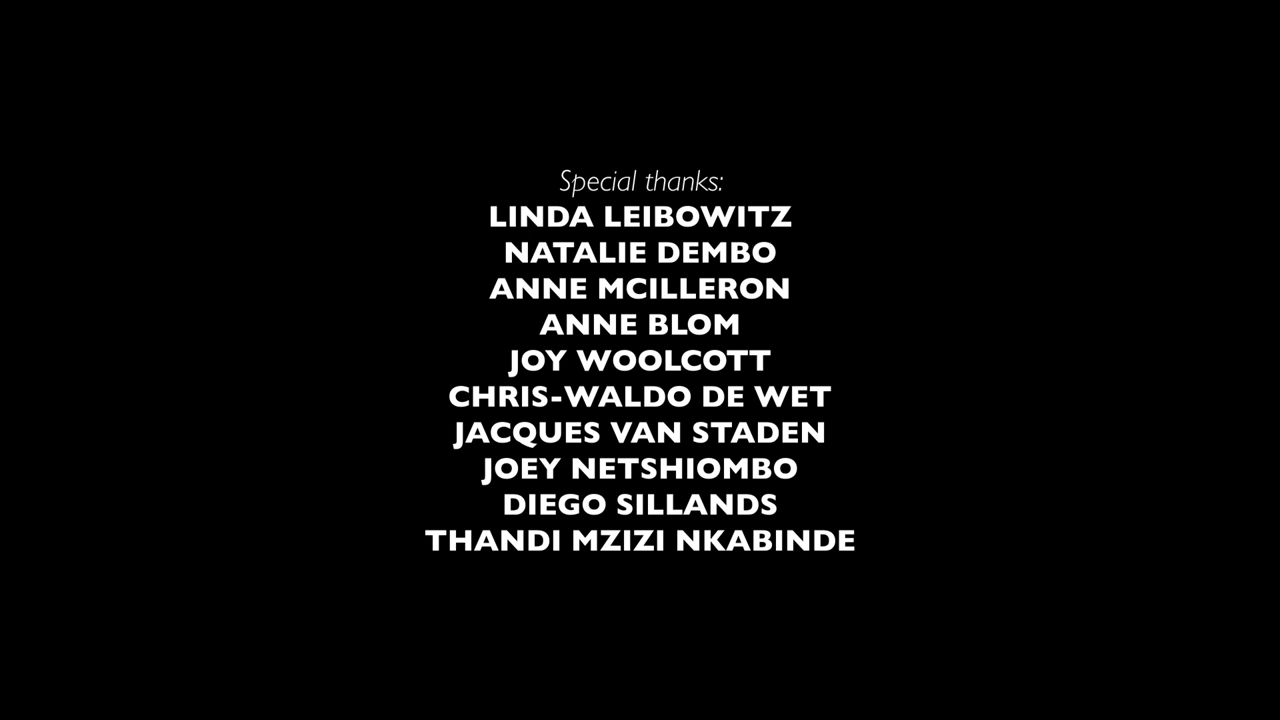 Special thanks:
LINDA LEIBOWITZ
NATALIE DEMBO
ANNE MCILLERON
ANNE BLOM
JOY WOOLCOTT
CHRIS-WALDO DE WET
JACQUES VAN STADEN
JOEY NETSHIOMBO
DIEGO SILLANDS
THANDI MZIZI NKABINDE